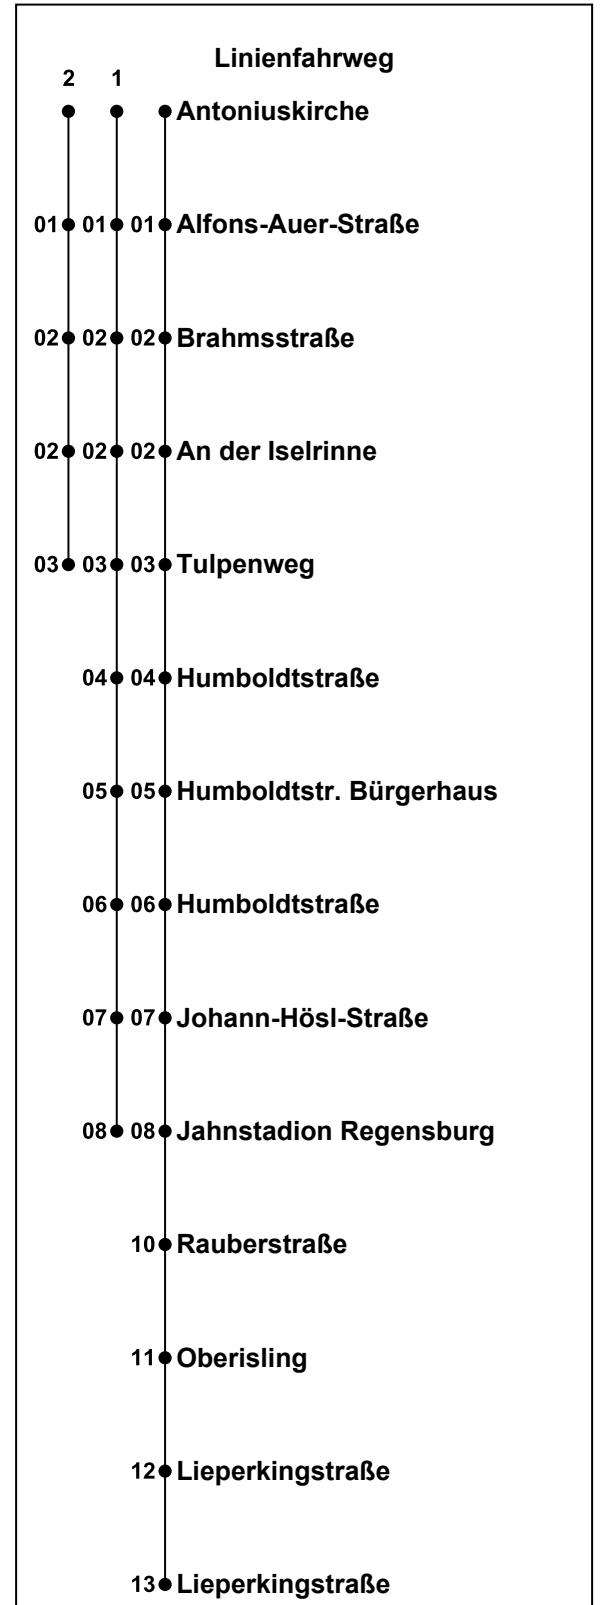 Linienfahrweg
2 1
Antoniuskirche
01 01 01 Alfons-Auer-Straße
02 02 02 Brahmsstraße
02 02 02 An der Iselrinne
03 03 03 Tulpenweg
04 04 Humboldtstraße
05 05 Humboldtstr. Bürgerhaus
06 06 Humboldtstraße
07 07 Johann-Hösl-Straße
08 08 Jahnstadion Regensburg
10 Rauberstraße
11 Oberisling
12 Lieperkingstraße
13 Lieperkingstraße